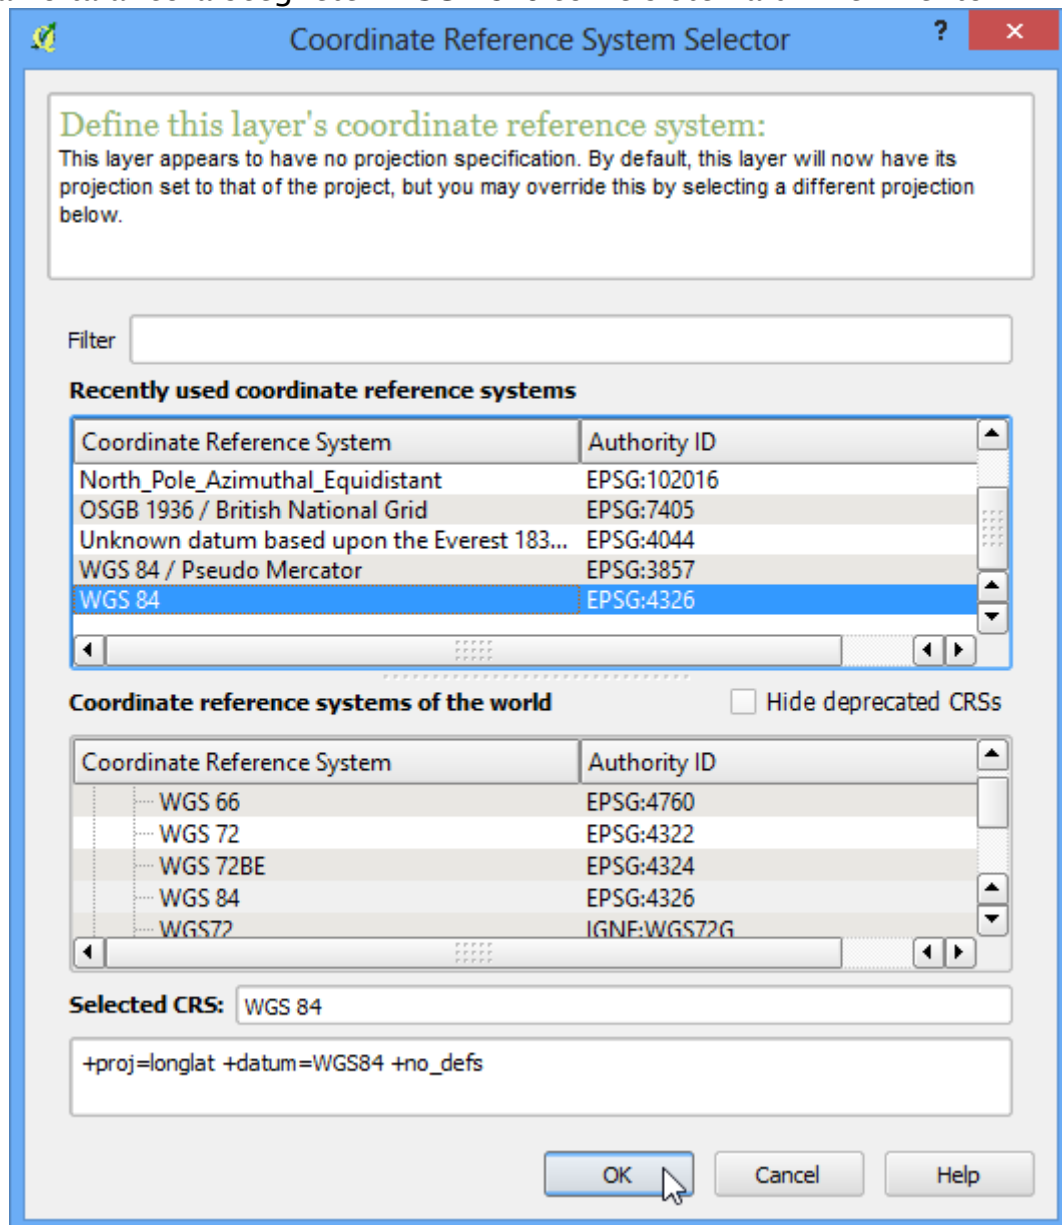 Coordinate Reference System Selector
?
Define this layer's coordinate reference system:
This layer appears to have no projection specification. By default, this layer will now have its
projection set to that of the project, but you may override this by selecting a different projection
below.
Filter
Recently used coordinate reference systems
Coordinate Reference System Authority ID
North_Pole_Azimuthal_Equidistant EPSG:102016
OSGB 1936 / British National Grid EPSG:7405
Unknown datum based upon the Everest 183... EPSG:4044
WGS 84 / Pseudo Mercator EPSG:3857
WGS 84 EPSG:4326
Coordinate reference systems of the world Hide deprecated CRSs
Coordinate Reference System Authority ID
WGS 66 EPSG:4760
WGS 72 EPSG:4322
WGS 72BE EPSG:4324
WGS 84 EPSG:4326
WGS72 IGNF:WGS72G
Selected CRS: WGS 84
+proj=longlat +datum=WGS84 +no_defs
OK Cancel Help